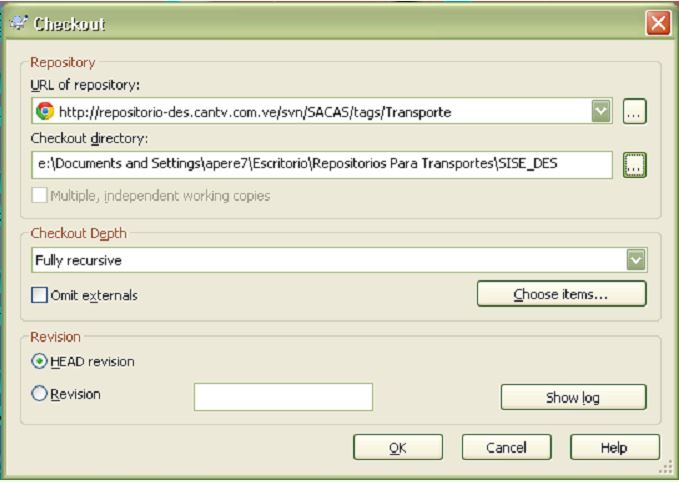 Checkout
Repository
URL of repository:
http://repositorio-des.cantv.com.ve/svn/SACAS/tags/Transporte
...
Checkout directory:
e:\Documents and Settings\apere7\Escritorio\Repositorios Para Transportes\SISE_DES
...
Multiple, independent working copies
Checkout Depth
Fully recursive
Omit externals
Choose items...
Revision
HEAD revision
Revision
Show log
OK
Cancel
Help